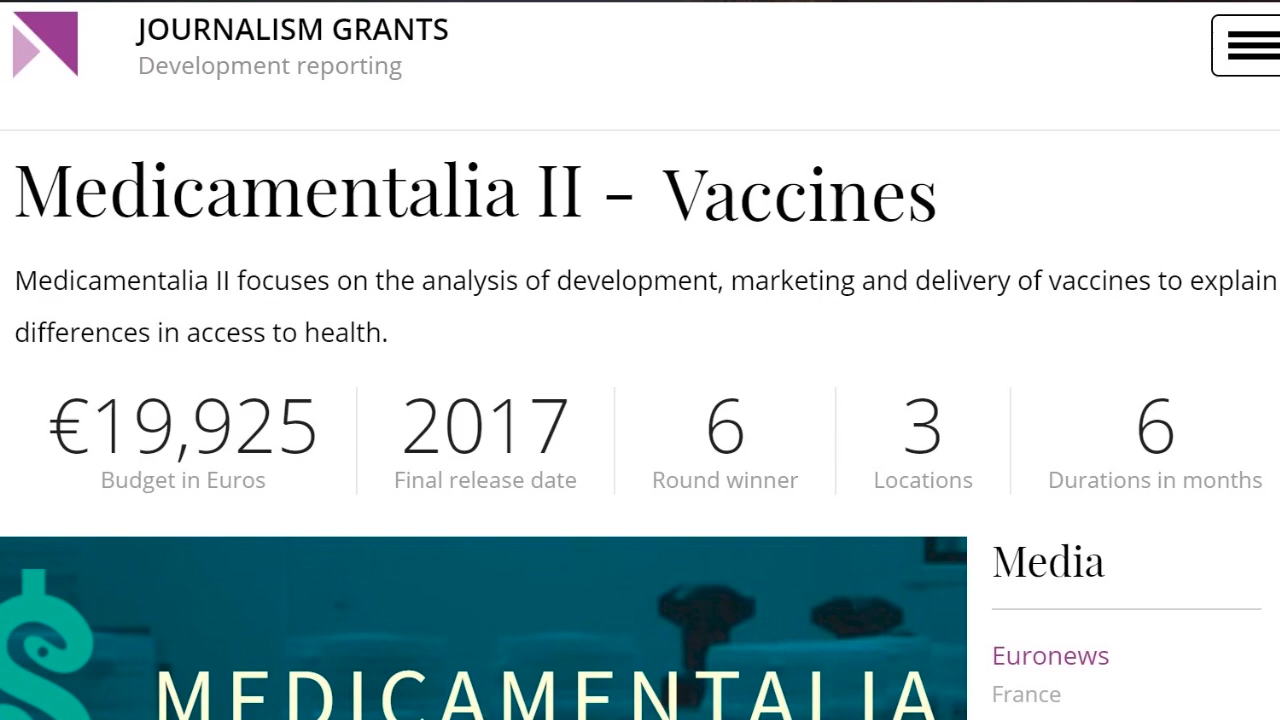 JOURNALISM GRANTS
Development reporting
Medicamentalia II - Vaccines
Medicamentalia II focuses on the analysis of development, marketing and delivery of vaccines to explain
differences in access to health.
€19,925 2017 6 3 6
Budget in Euros Final release date Round winner Locations Durations in months
Media
Euronews
France
MEDICAMENTALIA